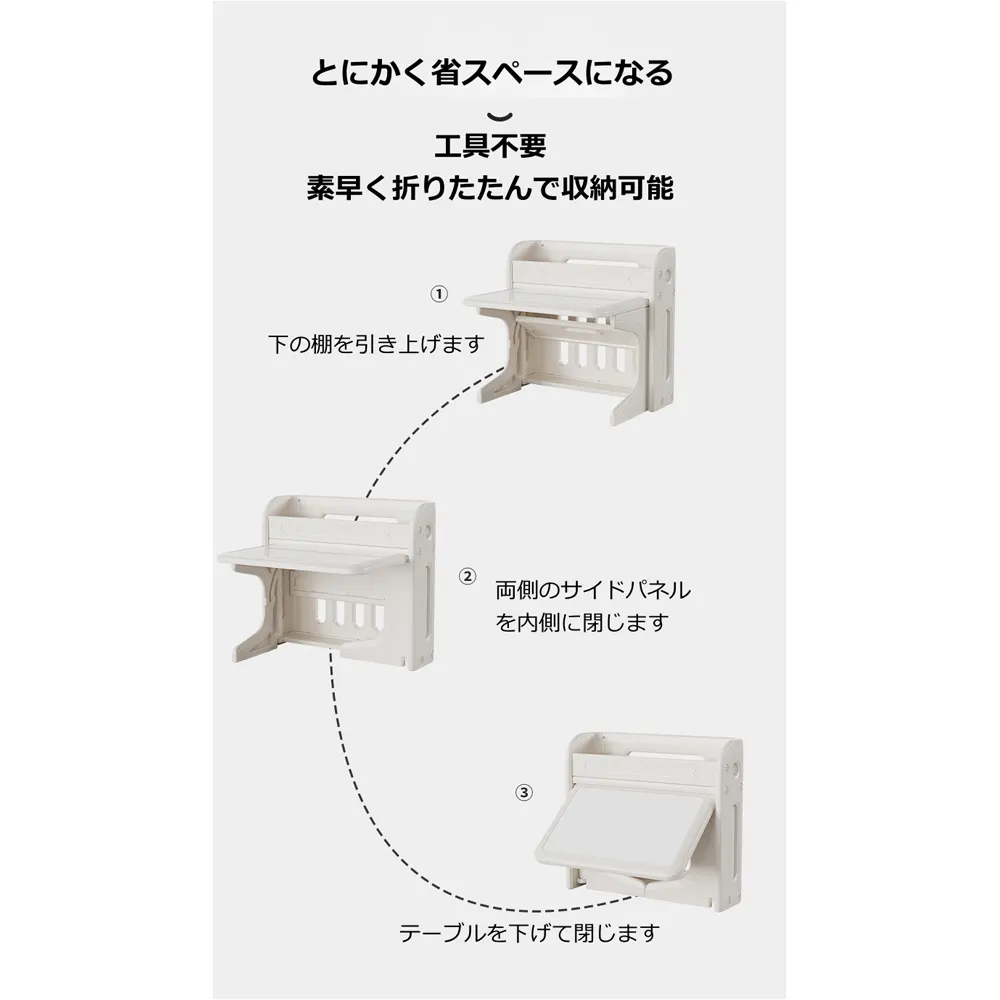 とにかく省スペースになる
工具不要
素早く折りたたんで収納可能
①
下の棚を引き上げます
②
両側のサイドパネル
を内側に閉じます
③
テーブルを下げて閉じます